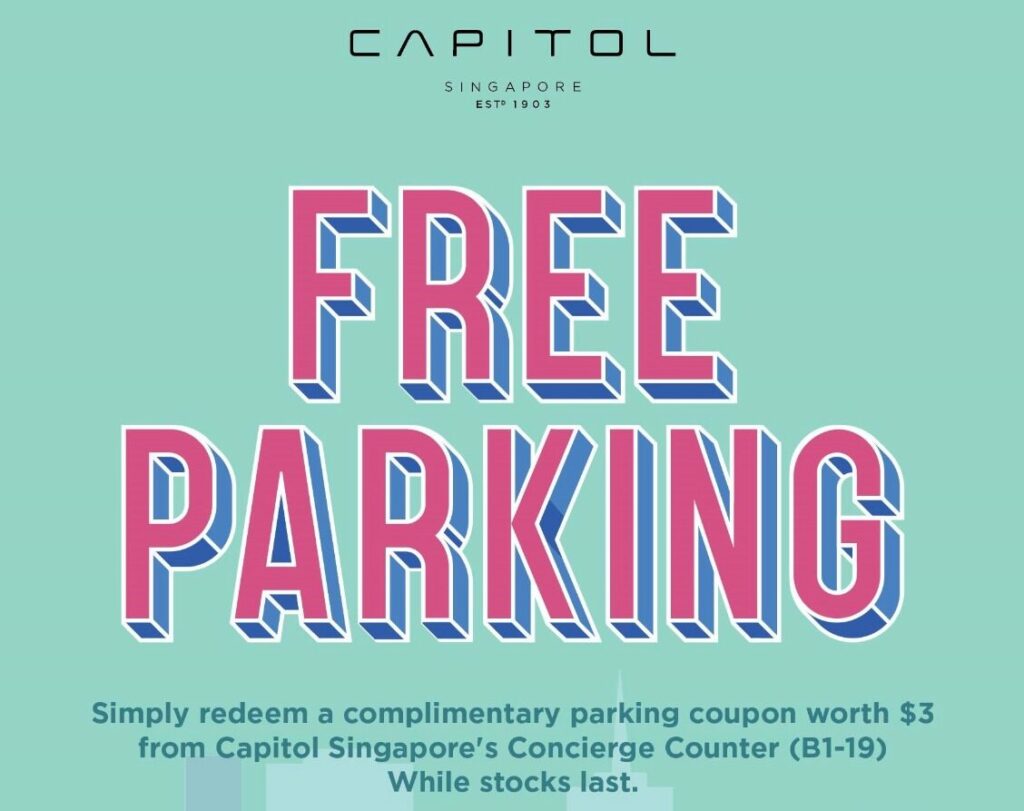 CAPITOL
SINGAPORE
ESTᴰ 1903
FREE
PARKING
Simply redeem a complimentary parking coupon worth $3
from Capitol Singapore's Concierge Counter (B1-19)
While stocks last.